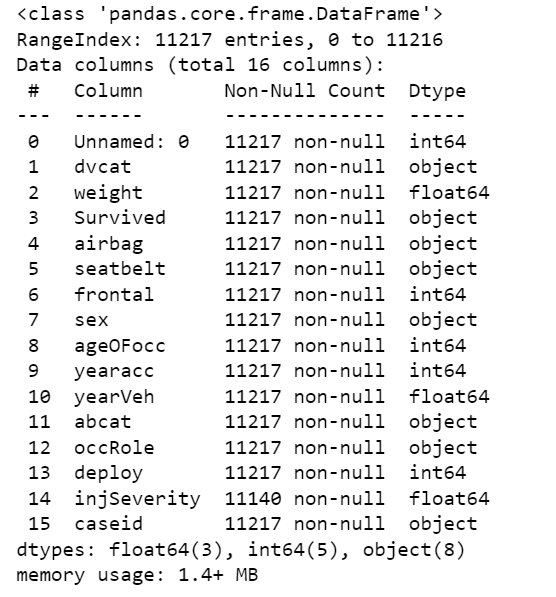 <class 'pandas.core.frame.DataFrame'>
RangeIndex: 11217 entries, 0 to 11216
Data columns (total 16 columns):
 #   Column       Non-Null Count  Dtype
---  ------       --------------  -----
 0   Unnamed: 0   11217 non-null  int64
 1   dvcat        11217 non-null  object
 2   weight       11217 non-null  float64
 3   Survived     11217 non-null  object
 4   airbag       11217 non-null  object
 5   seatbelt     11217 non-null  object
 6   frontal      11217 non-null  int64
 7   sex          11217 non-null  object
 8   ageOFocc     11217 non-null  int64
 9   yearacc      11217 non-null  int64
 10  yearVeh      11217 non-null  float64
 11  abcat        11217 non-null  object
 12  occRole      11217 non-null  object
 13  deploy       11217 non-null  int64
 14  injSeverity  11140 non-null  float64
 15  caseid       11217 non-null  object
dtypes: float64(3), int64(5), object(8)
memory usage: 1.4+ MB